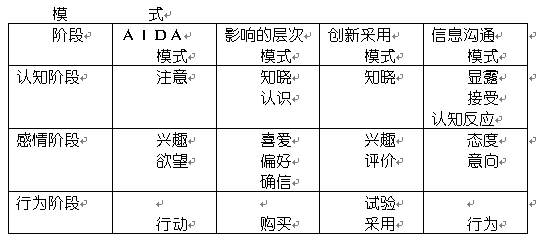 模 式
阶段 ＡＩＤＡ 影响的层次 创新采用 信息沟通
模式 模式 模式 模式
认知阶段 注意 知晓 知晓 显露
认识 接受
认知反应
感情阶段 兴趣 喜爱 兴趣 态度
欲望 偏好 评价 意向
确信
行为阶段 试验
行动 购买 采用 行为